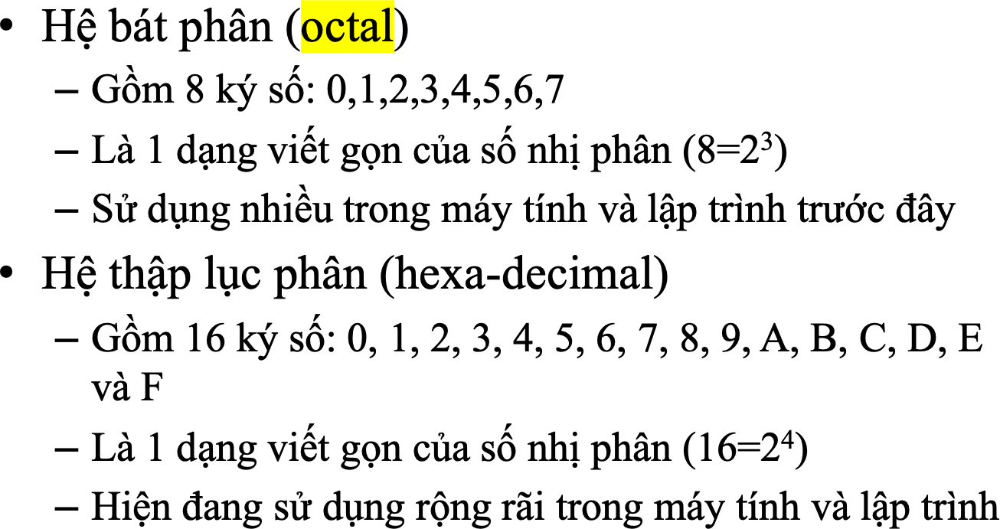 • Hệ bát phân (octal)
– Gồm 8 ký số: 0,1,2,3,4,5,6,7
– Là 1 dạng viết gọn của số nhị phân (8=2³)
– Sử dụng nhiều trong máy tính và lập trình trước đây
• Hệ thập lục phân (hexa-decimal)
– Gồm 16 ký số: 0, 1, 2, 3, 4, 5, 6, 7, 8, 9, A, B, C, D, E
và F
– Là 1 dạng viết gọn của số nhị phân (16=2⁴)
– Hiện đang sử dụng rộng rãi trong máy tính và lập trình